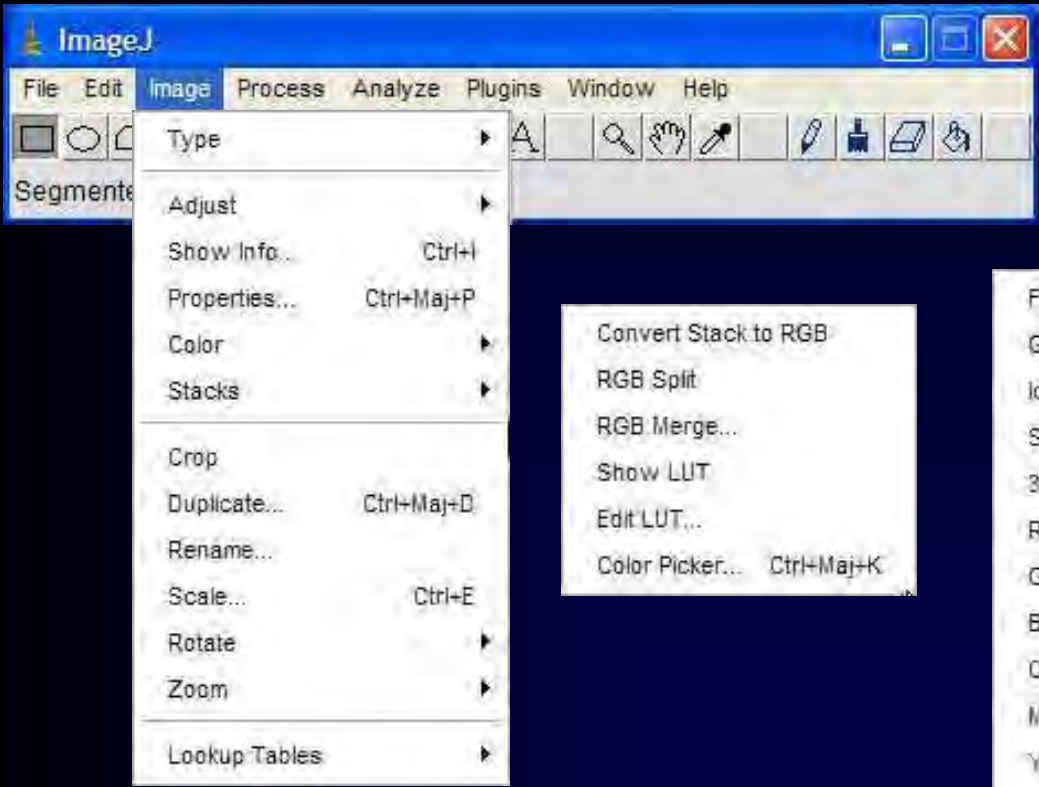 ImageJ
File Edit Image Process Analyze Plugins Window Help
A
Segmente
Type
Adjust
Show Info... Ctrl+I
Properties... Ctrl+Maj+P
Color
Stacks
Crop
Duplicate... Ctrl+Maj+D
Rename...
Scale... Ctrl+E
Rotate
Zoom
Lookup Tables
Convert Stack to RGB
RGB Split
RGB Merge...
Show LUT
Edit LUT...
Color Picker... Ctrl+Maj+K
F
G
S
3
R
G
B
C
M
Y